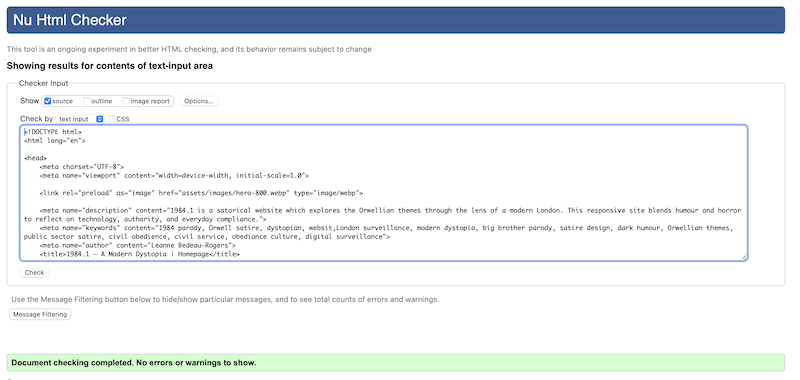 Nu Html Checker
This tool is an ongoing experiment in better HTML checking, and its behavior remains subject to change
Showing results for contents of text-input area
Checker Input
Show source outline image report Options...
Check by text input CSS
<!DOCTYPE html>
<html lang="en">
<head>
<meta charset="UTF-8">
<meta name="viewport" content="width=device-width, initial-scale=1.0">
<link rel="preload" as="image" href="assets/images/hero-800.webp" type="image/webp">
<meta name="description" content="1984.1 is a satarical website which explores the Orwellian themes through the lens of a modern London. This responsive site blends humour and horror
to reflect on technology, authority, and everyday compliance.">
<meta name="keywords" content="1984 parody, Orwell satire, dystopian, websit,London surveillance, modern dystopia, big brother parody, satire design, dark humour, Orwellian themes,
public sector satire, civil obedience, civil service, obediance culture, digital surveillance">
<meta name="author" content="Leanne Bedeau-Rogers">
<title>1984.1 – A Modern Dystopia | Homepage</title>
Check
Use the Message Filtering button below to hide/show particular messages, and to see total counts of errors and warnings.
Message Filtering
Document checking completed. No errors or warnings to show.